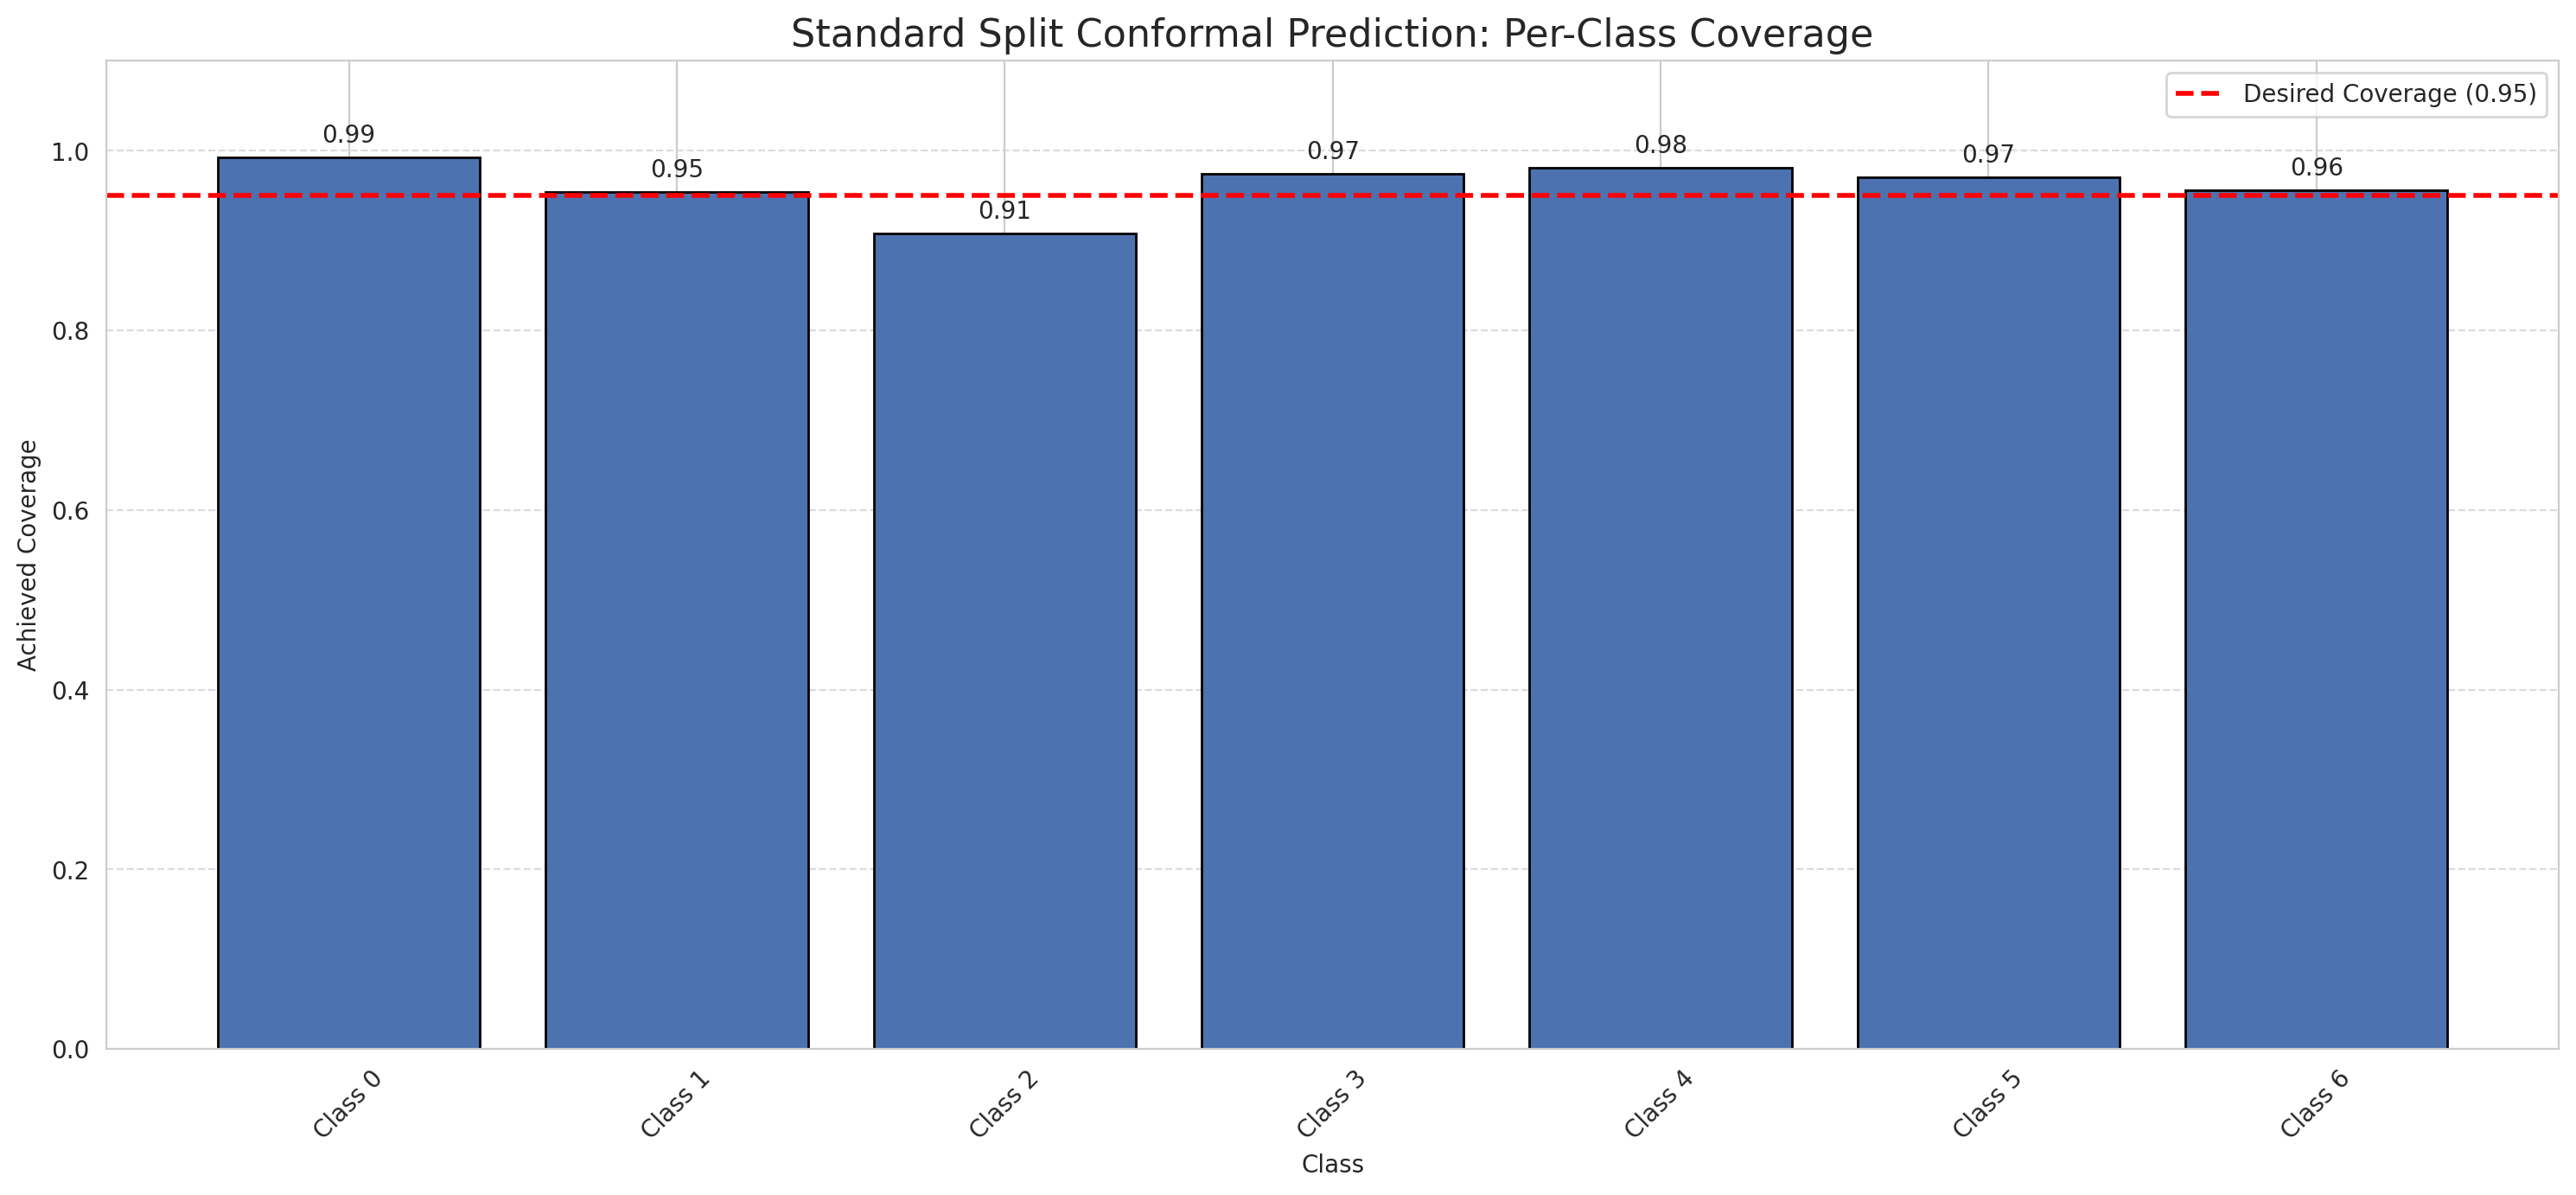 Standard Split Conformal Prediction: Per-Class Coverage
Desired Coverage (0.95)
0.99
0.95
0.91
0.97
0.98
0.97
0.96
1.0
0.8
0.6
0.4
0.2
0.0
Achieved Coverage
Class 0
Class 1
Class 2
Class 3
Class 4
Class 5
Class 6
Class